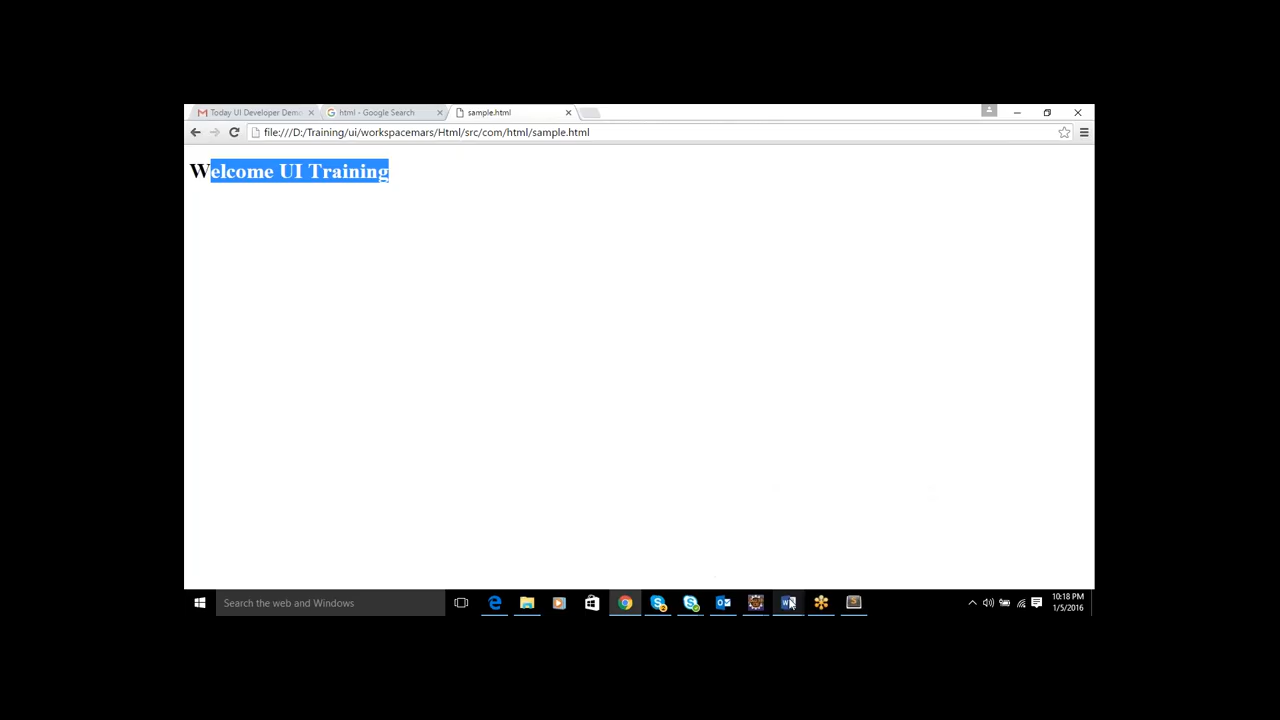 Today UI Developer Demo
html - Google Search
sample.html
file:///D:/Training/ui/workspacemars/Html/src/com/html/sample.html
Welcome UI Training
Search the web and Windows
10:18 PM
1/5/2016